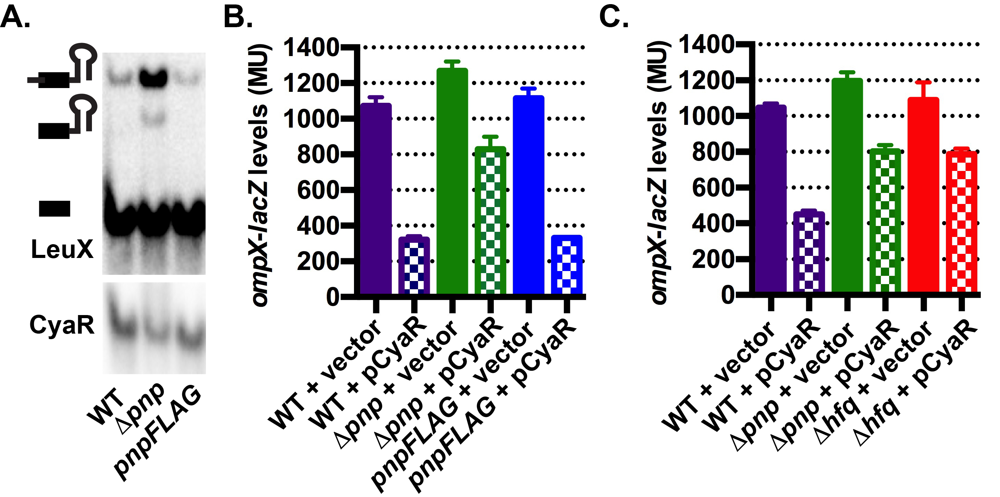 A.
LeuX
CyaR
WT
Δpnp
pnpFLAG
B.
ompX-lacZ levels (MU)
1400
1200
1000
800
600
400
200
0
WT + vector
WT + pCyaR
Δpnp + vector
Δpnp + pCyaR
pnpFLAG + vector
pnpFLAG + pCyaR
C.
ompX-lacZ levels (MU)
1400
1200
1000
800
600
400
200
0
WT + vector
WT + pCyaR
Δpnp + vector
Δpnp + pCyaR
Δhfq + vector
Δhfq + pCyaR